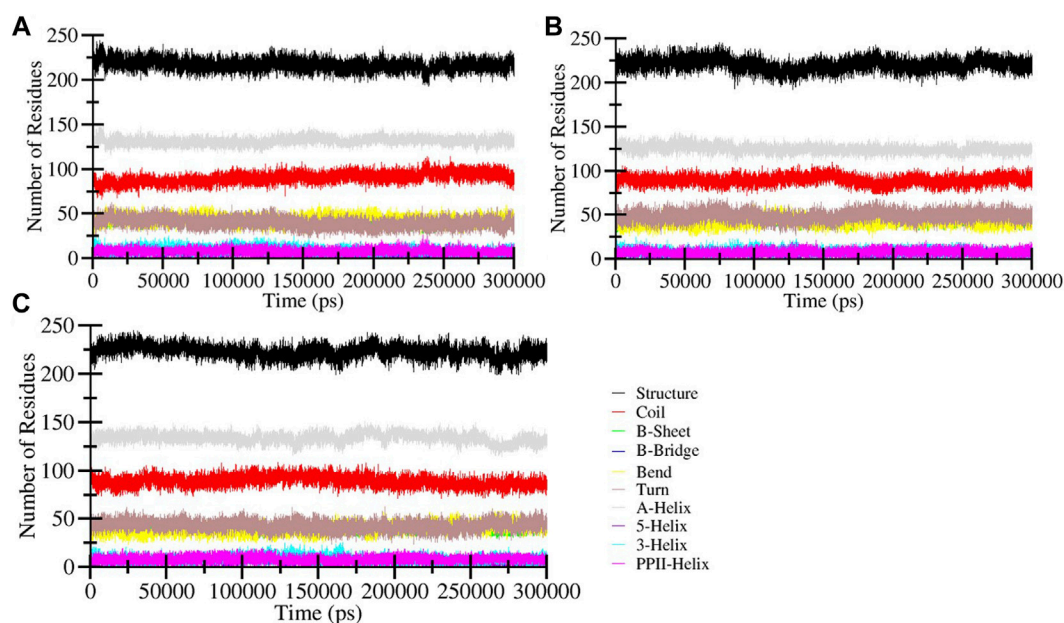 A
250
200
150
100
50
0
Number of Residues
0 50000 100000 150000 200000 250000 300000
Time (ps)
B
250
200
150
100
50
0
Number of Residues
0 50000 100000 150000 200000 250000 300000
Time (ps)
C
250
200
150
100
50
0
Number of Residues
0 50000 100000 150000 200000 250000 300000
Time (ps)
Structure
Coil
B-Sheet
B-Bridge
Bend
Turn
A-Helix
5-Helix
3-Helix
PPII-Helix